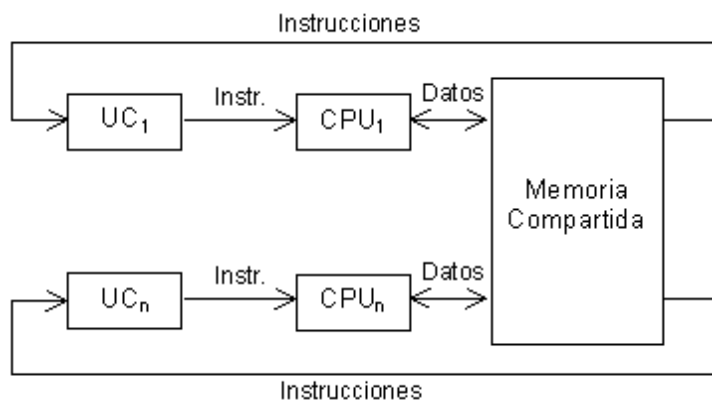 Instrucciones
UC₁
Instr.
CPU₁
Datos
Memoria
Compartida
UCₙ
Instr.
CPUₙ
Datos
Instrucciones